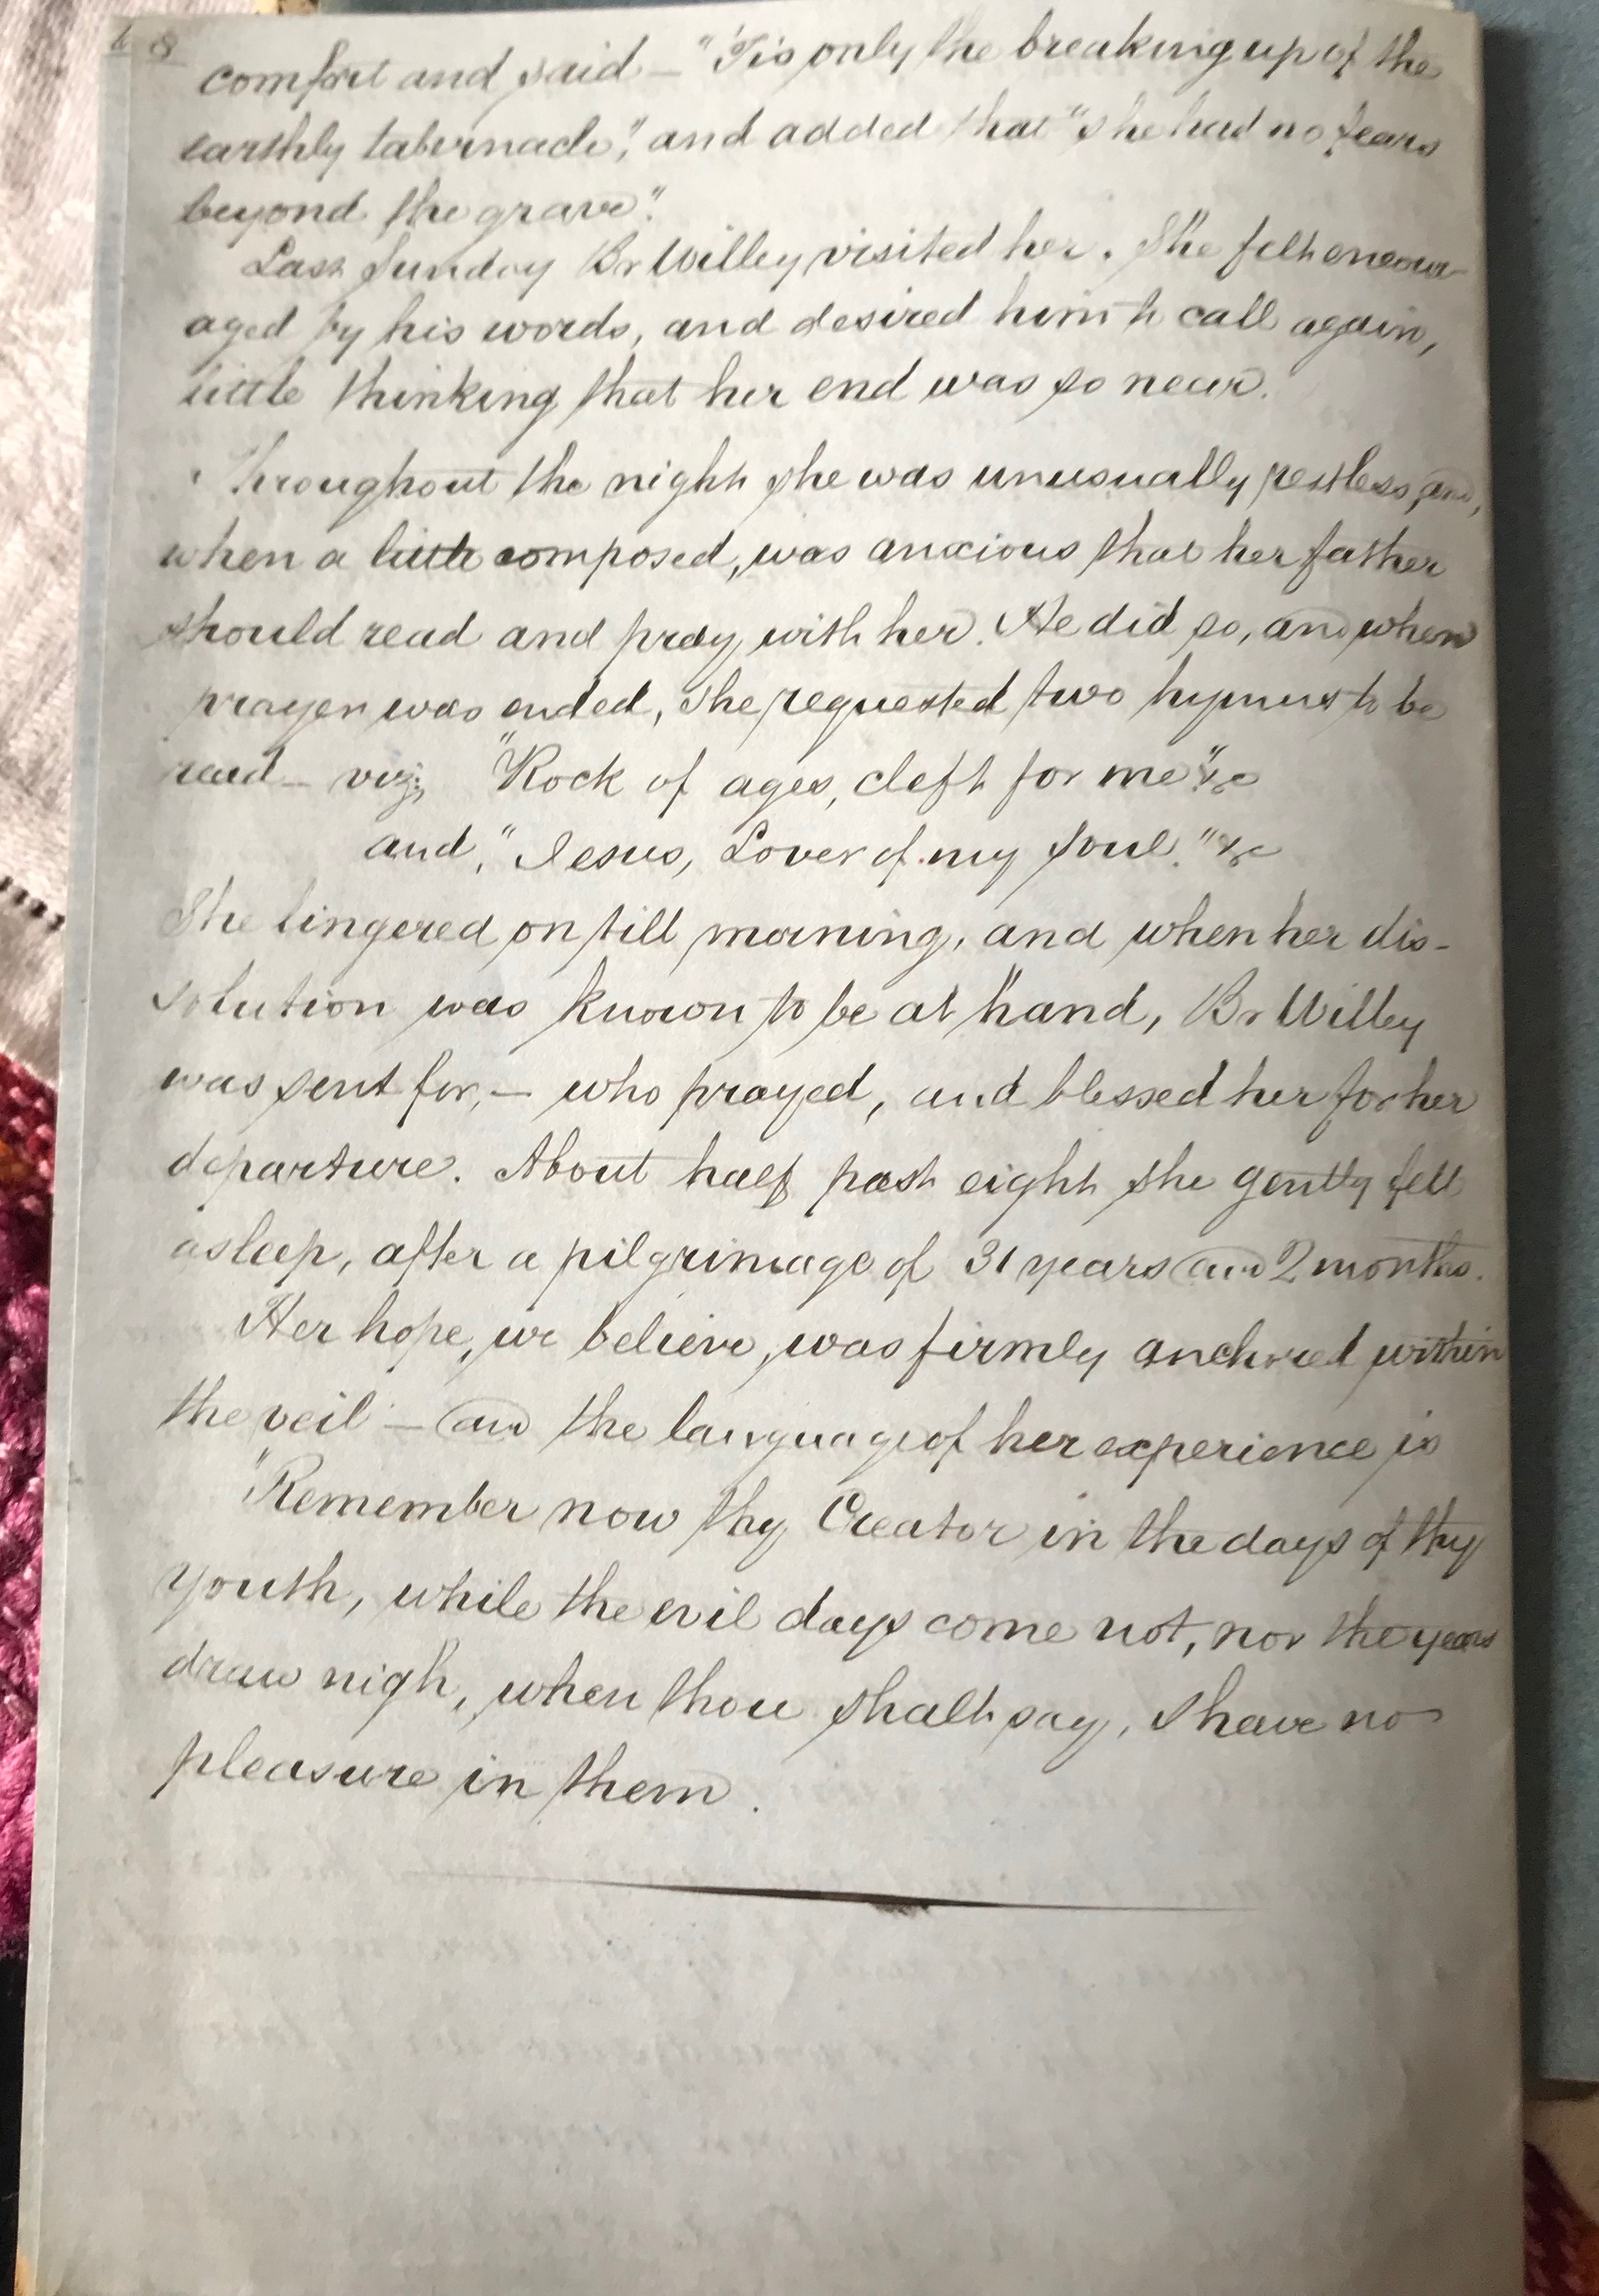 8
comfort and said — "Tis only the breaking up of the
earthly tabernacle", and added that "she had no fears
beyond the grave".
Last Sunday Br Willey visited her. She felt encour-
aged by his words, and desired him to call again,
little thinking that her end was so near.
Throughout the night she was unusually restless, and,
when a little composed, was anxious that her father
should read and pray with her. He did so, and when
prayer was ended, she requested two hymns to be
read — viz; "Rock of ages, cleft for me" &c
and, "Jesus, Lover of my soul." &c
She lingered on till morning, and when her dis-
solution was known to be at hand, Br Willey
was sent for, — who prayed, and blessed her for her
departure. About half past eight she gently fell
asleep, after a pilgrimage of 31 years and 2 months.
Her hope, we believe, was firmly anchored within
the veil — and the language of her experience is
"Remember now thy Creator in the days of thy
youth, while the evil days come not, nor the years
draw nigh, when thou shalt say, I have no
pleasure in them.